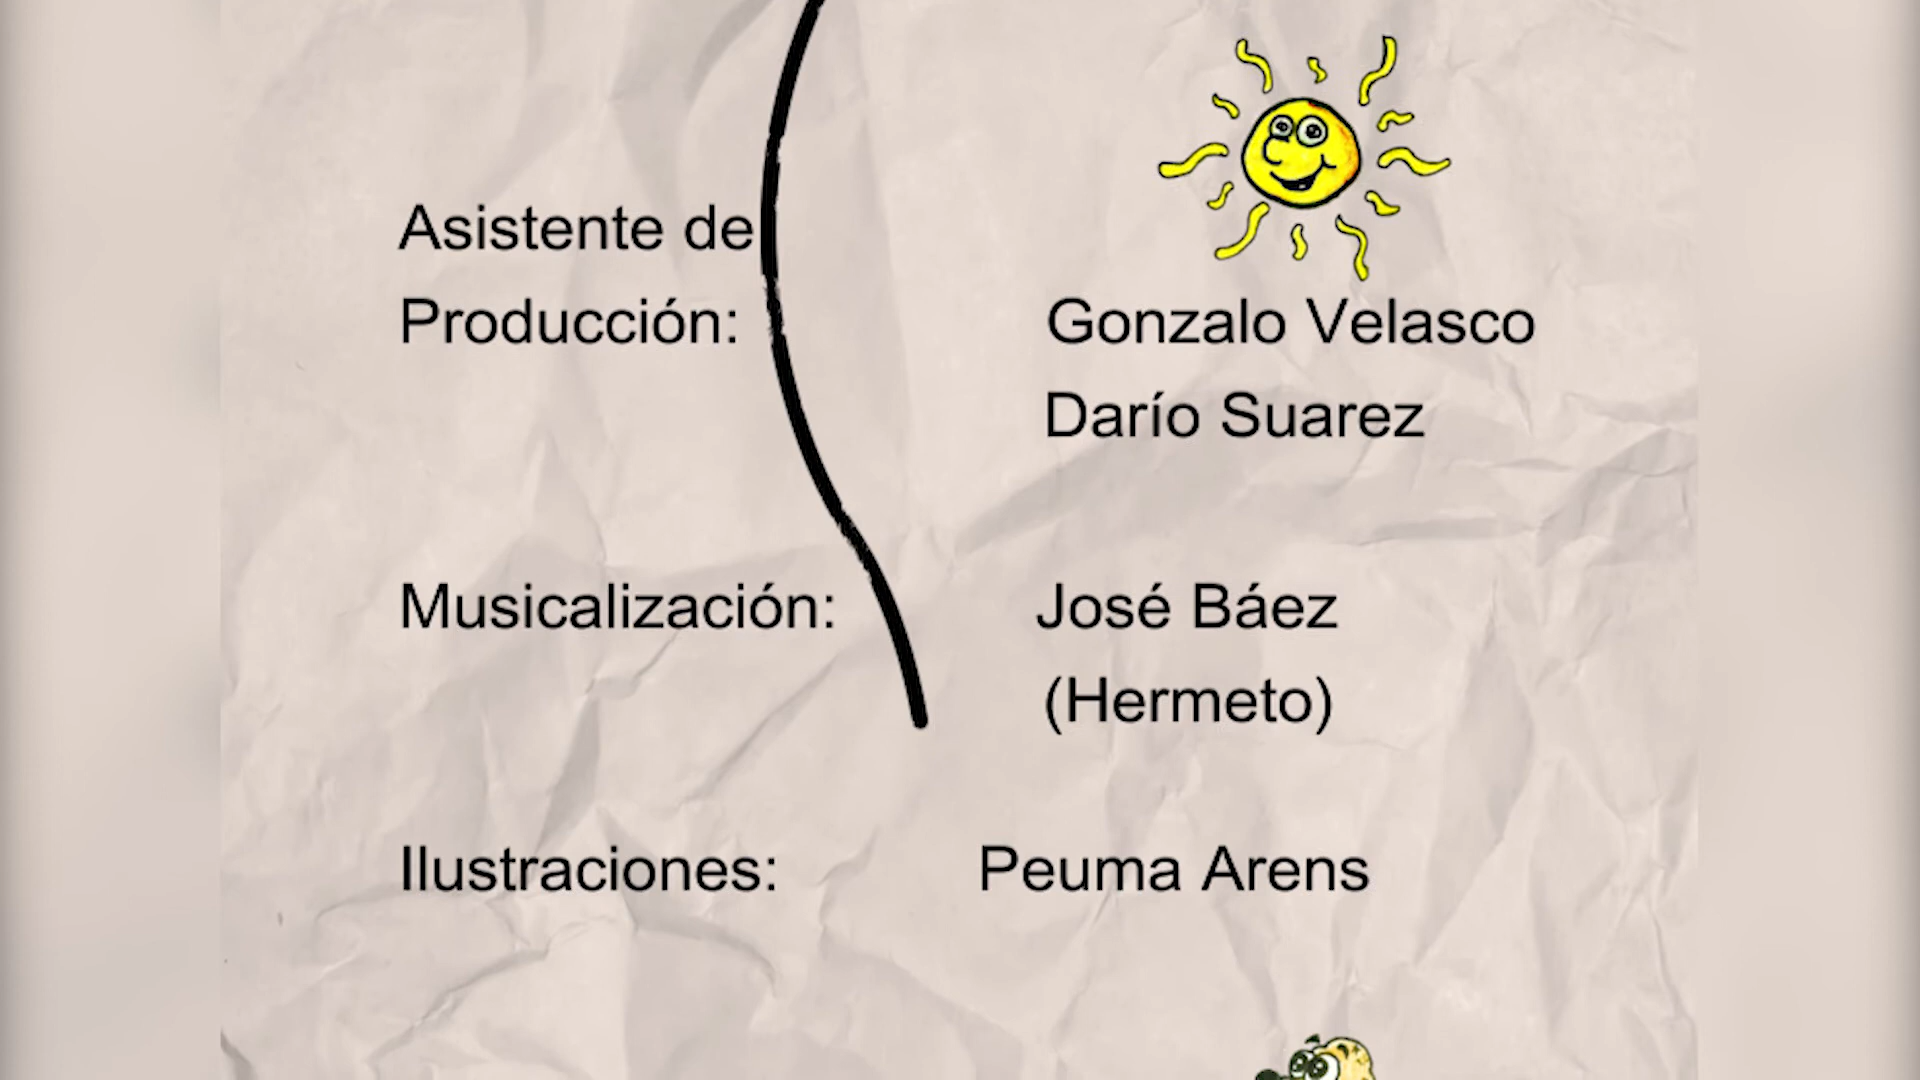 Asistente de
Producción: Gonzalo Velasco
Darío Suarez
Musicalización: José Báez
(Hermeto)
Ilustraciones: Peuma Arens